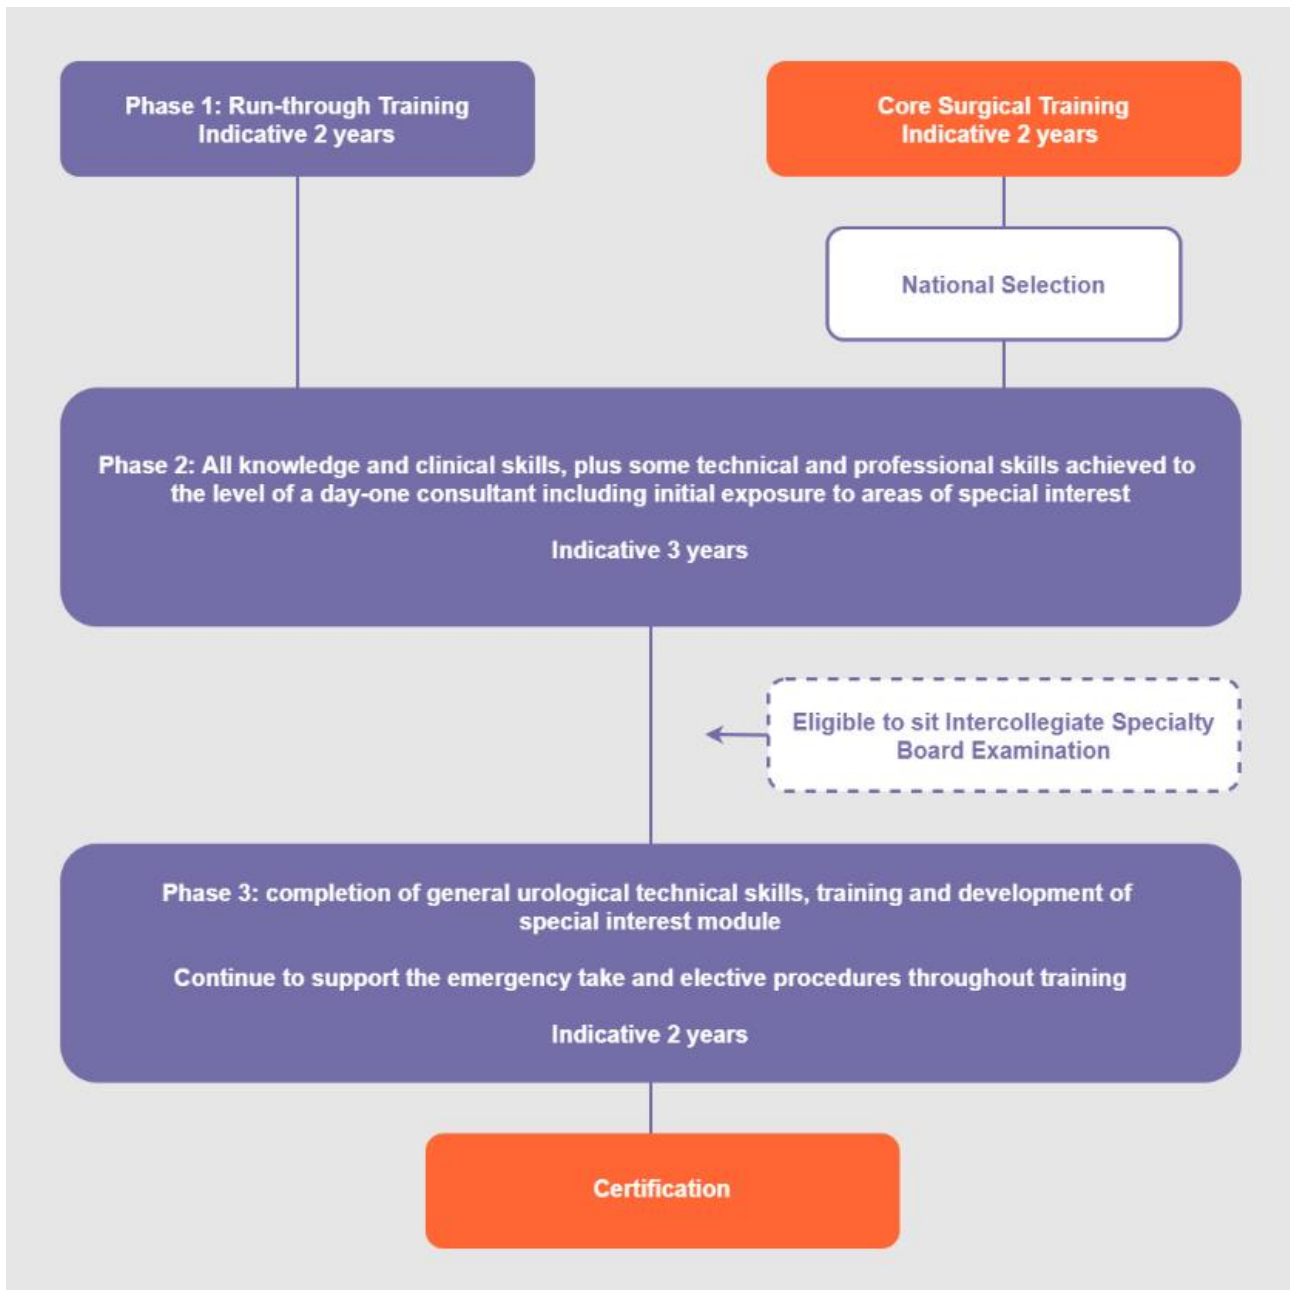 Phase 1: Run-through Training
Indicative 2 years
Core Surgical Training
Indicative 2 years
National Selection
Phase 2: All knowledge and clinical skills, plus some technical and professional skills achieved to
the level of a day-one consultant including initial exposure to areas of special interest
Indicative 3 years
Eligible to sit Intercollegiate Specialty
Board Examination
Phase 3: completion of general urological technical skills, training and development of
special interest module
Continue to support the emergency take and elective procedures throughout training
Indicative 2 years
Certification